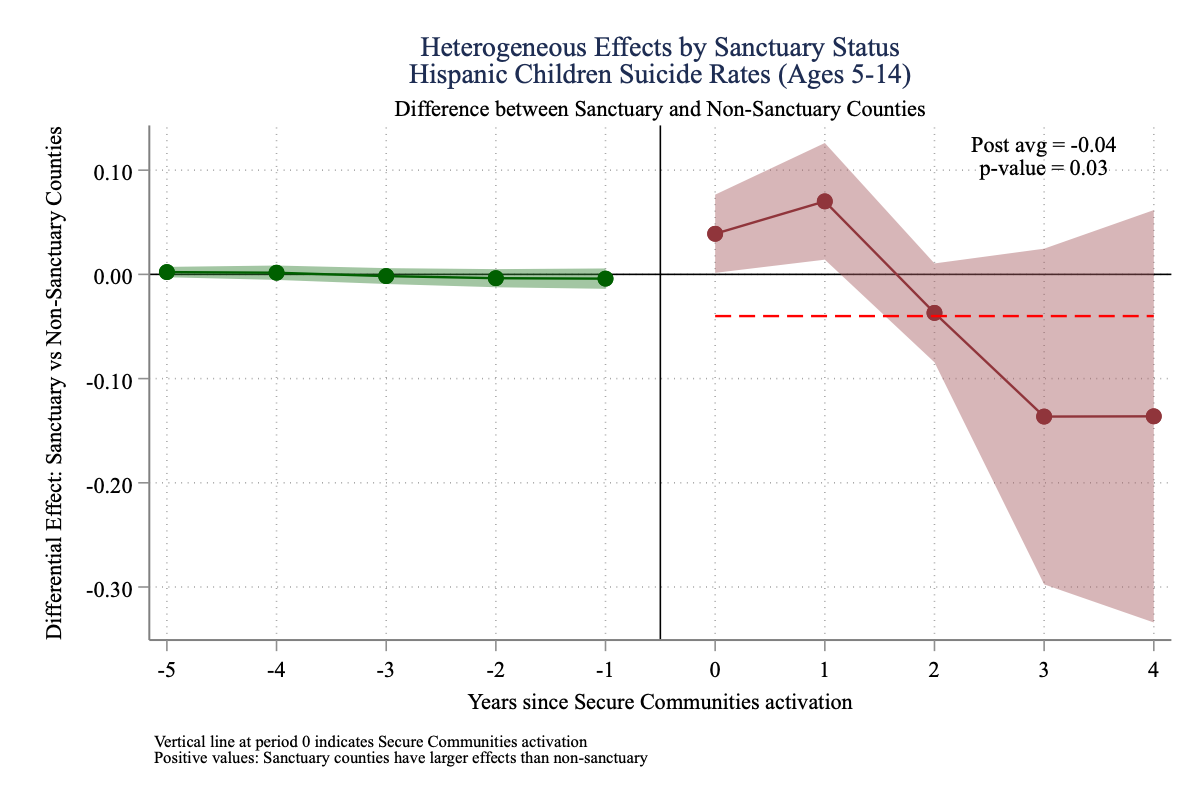 Heterogeneous Effects by Sanctuary Status
Hispanic Children Suicide Rates (Ages 5-14)
Difference between Sanctuary and Non-Sanctuary Counties
Post avg = -0.04
p-value = 0.03
Differential Effect: Sanctuary vs Non-Sanctuary Counties
0.10
0.00
-0.10
-0.20
-0.30
-5 -4 -3 -2 -1 0 1 2 3 4
Years since Secure Communities activation
Vertical line at period 0 indicates Secure Communities activation
Positive values: Sanctuary counties have larger effects than non-sanctuary